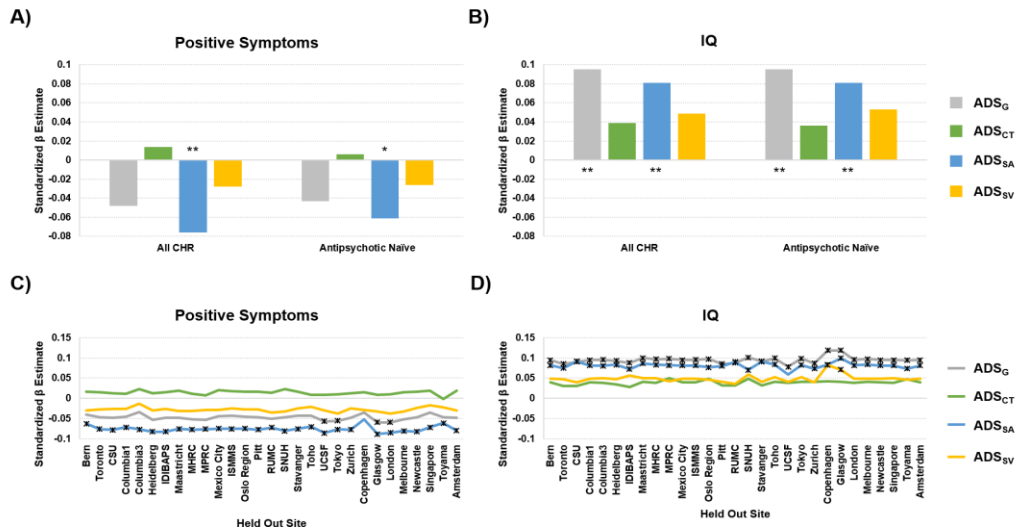 A)
Positive Symptoms
Standardized β Estimate
0.1
0.08
0.06
0.04
0.02
0
-0.02
-0.04
-0.06
-0.08
**
*
All CHR
Antipsychotic Naïve
B)
IQ
Standardized β Estimate
0.1
0.08
0.06
0.04
0.02
0
-0.02
-0.04
-0.06
-0.08
**
**
**
**
All CHR
Antipsychotic Naïve
ADSG
ADSCT
ADSSA
ADSSV
C)
Positive Symptoms
Standardized β Estimate
0.15
0.1
0.05
0
-0.05
-0.1
Bern
Toronto
CSU
Columbia1
Columbia3
Heidelberg
IDIBAPS
Maastricht
MHRC
MPRC
Mexico City
ISMMS
Oslo Region
Pitt
RUMC
SNUH
Stavanger
Toho
UCSF
Tokyo
Zurich
Copenhagen
Glasgow
London
Melbourne
Newcastle
Singapore
Toyama
Amsterdam
Held Out Site
D)
IQ
Standardized β Estimate
0.15
0.1
0.05
0
-0.05
-0.1
Bern
Toronto
CSU
Columbia1
Columbia3
Heidelberg
IDIBAPS
Maastricht
MHRC
MPRC
Mexico City
ISMMS
Oslo Region
Pitt
RUMC
SNUH
Stavanger
Toho
UCSF
Tokyo
Zurich
Copenhagen
Glasgow
London
Melbourne
Newcastle
Singapore
Toyama
Amsterdam
Held Out Site
ADSG
ADSCT
ADSSA
ADSSV